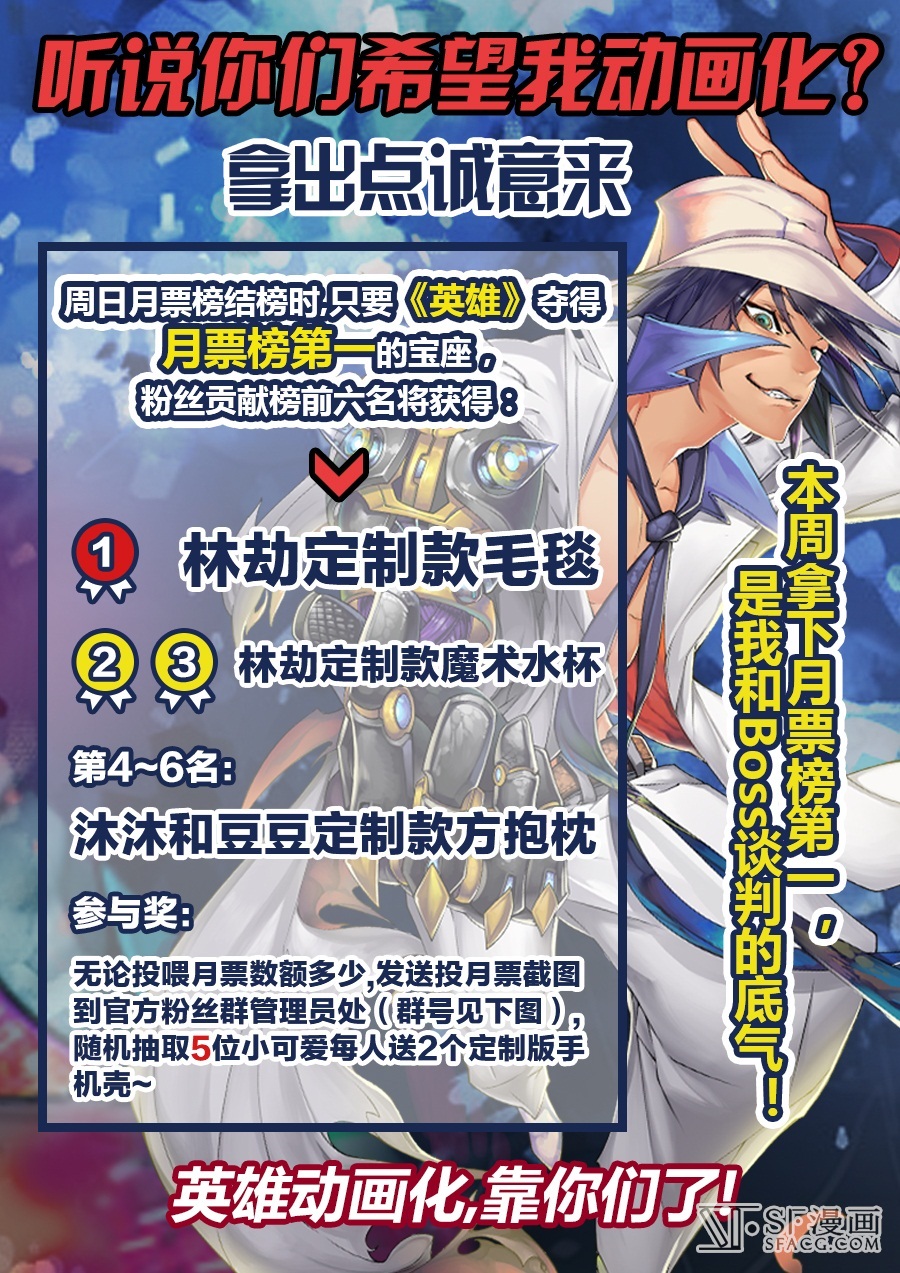 听说你们希望我动画化?
拿出点诚意来
周日月票榜结榜时,只要《英雄》夺得
月票榜第一的宝座，
粉丝贡献榜前六名将获得：
1 林劫定制款毛毯
2 3 林劫定制款魔术水杯
第4~6名:
沐沐和豆豆定制款方抱枕
参与奖:
无论投喂月票数额多少,发送投月票截图
到官方粉丝群管理员处（群号见下图），
随机抽取5位小可爱每人送2个定制版手
机壳~
本周拿下月票榜第一，
是我和Boss谈判的底气！
英雄动画化,靠你们了!
SF漫画
SFACG.COM